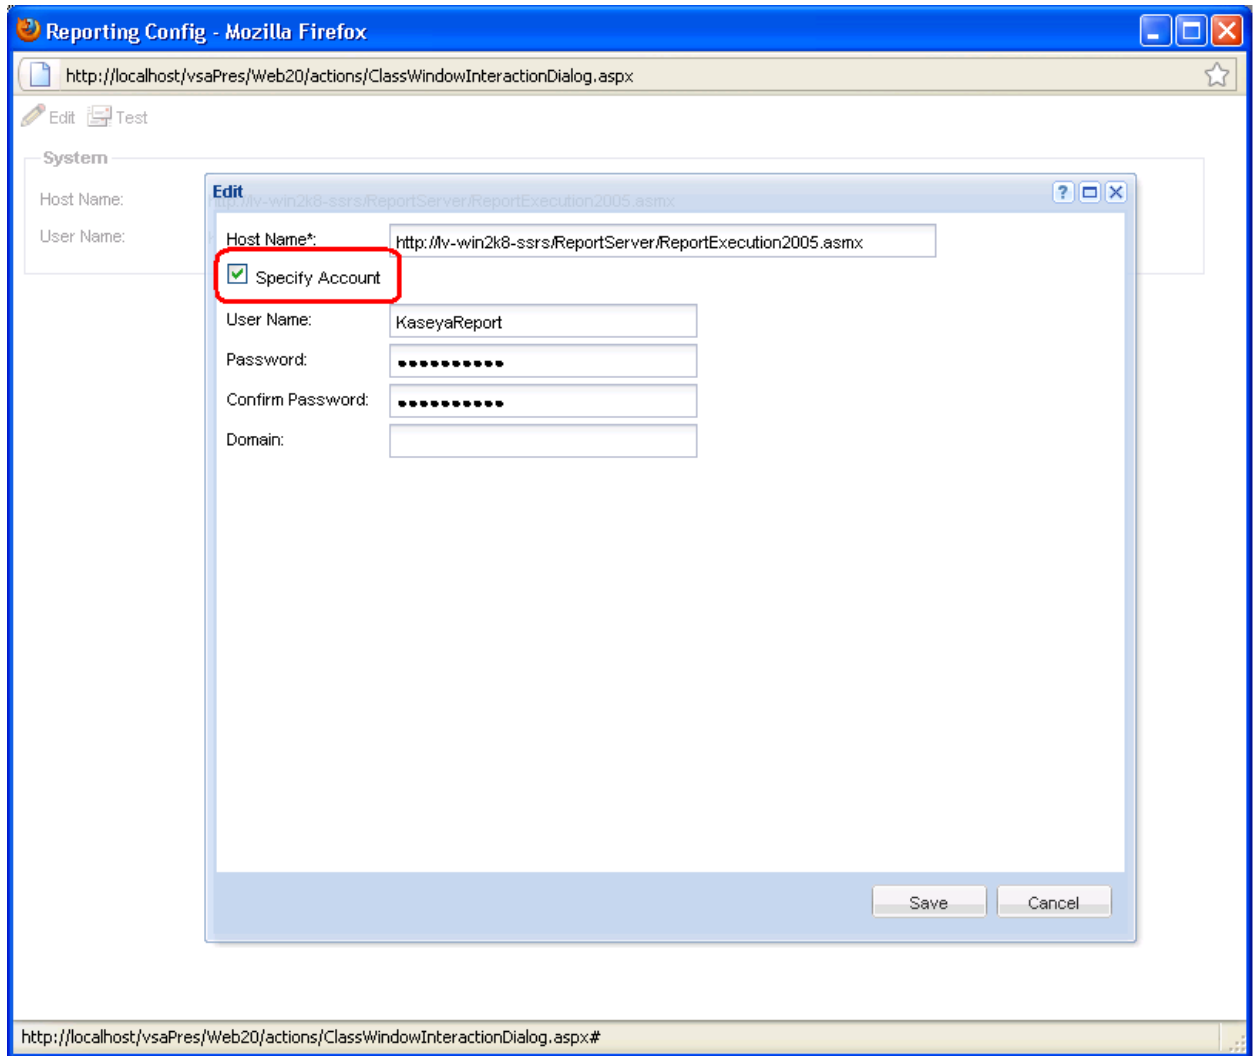 Reporting Config - Mozilla Firefox
http://localhost/vsaPres/Web20/actions/ClassWindowInteractionDialog.aspx
Edit Test
System
Host Name:
User Name:
Edit
http://lv-win2k8-ssrs/ReportServer/ReportExecution2005.asmx
Host Name*: http://lv-win2k8-ssrs/ReportServer/ReportExecution2005.asmx
Specify Account
User Name: KaseyaReport
Password: ••••••••••
Confirm Password: ••••••••••
Domain:
Save Cancel
http://localhost/vsaPres/Web20/actions/ClassWindowInteractionDialog.aspx#